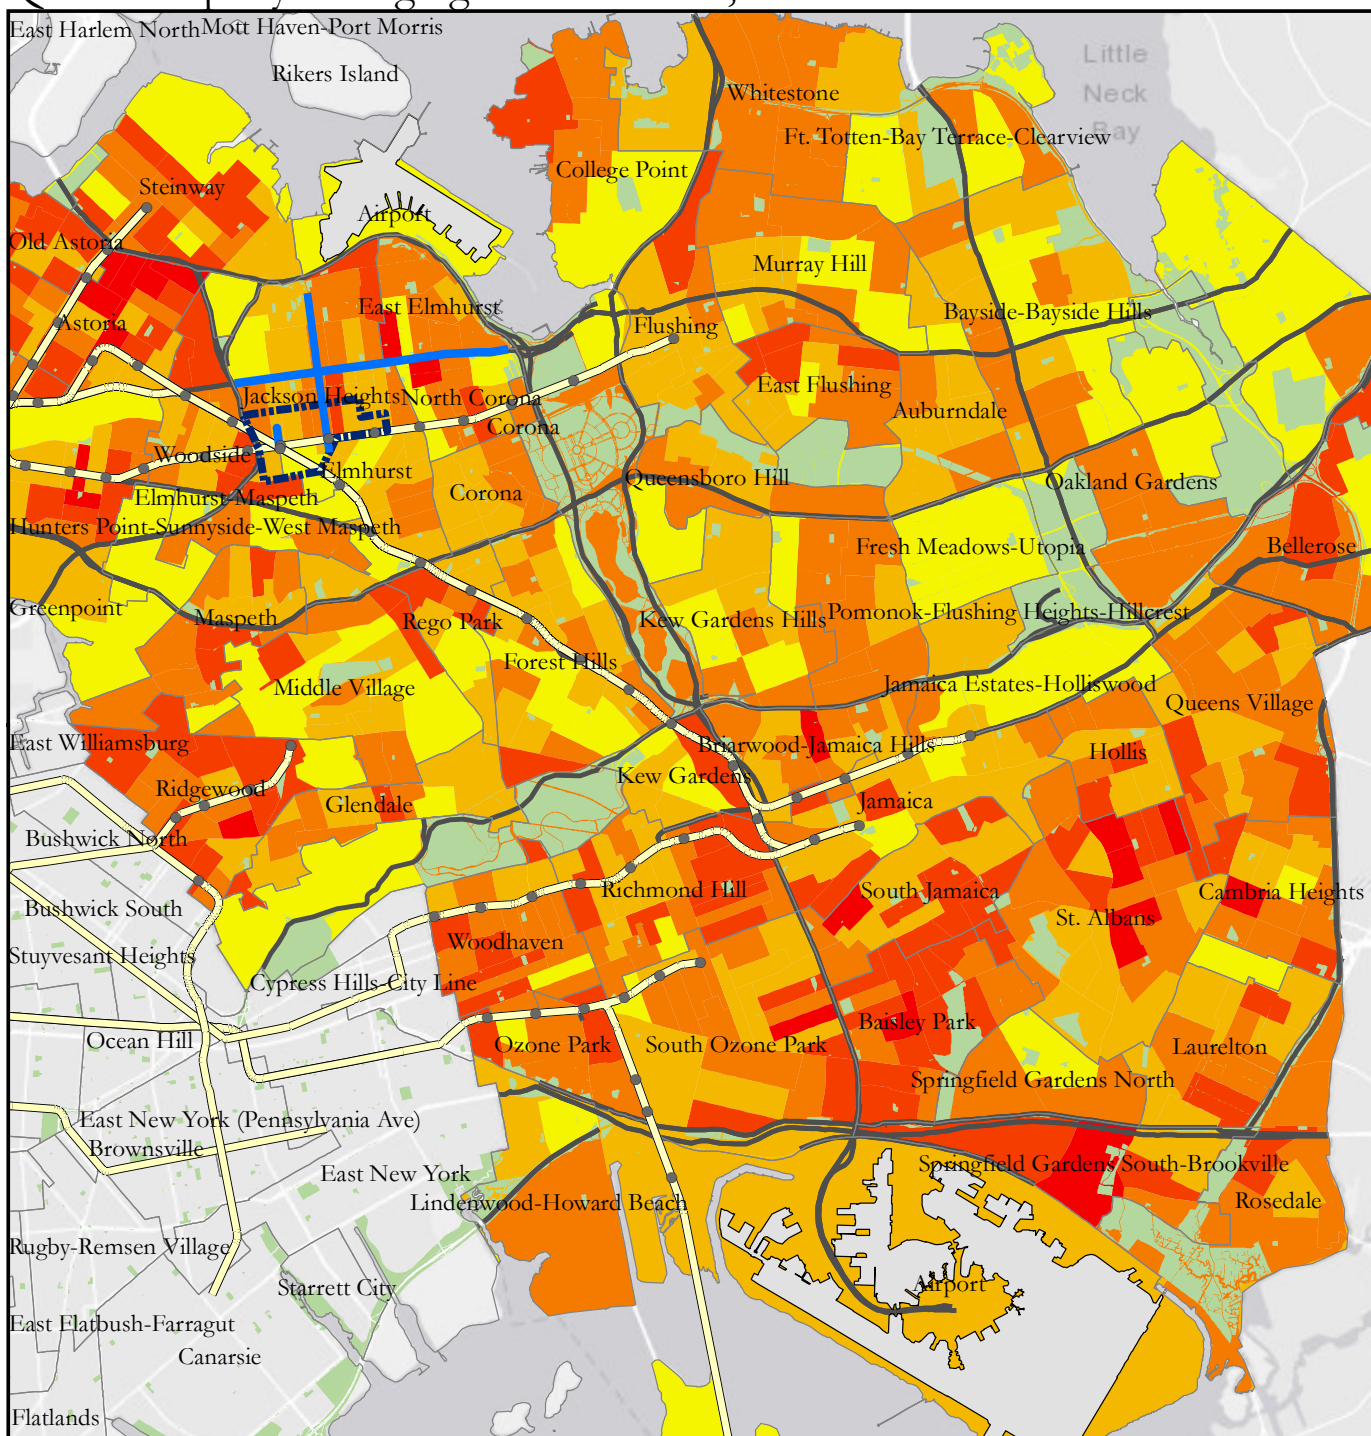 East Harlem North
Mott Haven-Port Morris
Rikers Island
Little
Neck
Bay
Whitestone
Ft. Totten-Bay Terrace-Clearview
College Point
Steinway
Airport
Old Astoria
Murray Hill
East Elmhurst
Bayside-Bayside Hills
Astoria
Flushing
East Flushing
Jackson Heights
North Corona
Auburndale
Corona
Woodside
Elmhurst
Queensboro Hill
Corona
Oakland Gardens
Elmhurst-Maspeth
Hunters Point-Sunnyside-West Maspeth
Fresh Meadows-Utopia
Bellerose
Greenpoint
Maspeth
Rego Park
Kew Gardens Hills
Pomonok-Flushing Heights-Hillcrest
Forest Hills
Middle Village
Jamaica Estates-Holliswood
Queens Village
East Williamsburg
Briarwood-Jamaica Hills
Hollis
Kew Gardens
Ridgewood
Glendale
Jamaica
Bushwick North
Richmond Hill
South Jamaica
Cambria Heights
Bushwick South
St. Albans
Woodhaven
Stuyvesant Heights
Cypress Hills-City Line
Baisley Park
Ocean Hill
Ozone Park
South Ozone Park
Laurelton
Springfield Gardens North
East New York (Pennsylvania Ave)
Brownsville
East New York
Springfield Gardens South-Brookville
Lindenwood-Howard Beach
Rosedale
Rugby-Remsen Village
Starrett City
Airport
East Flatbush-Farragut
Canarsie
Flatlands